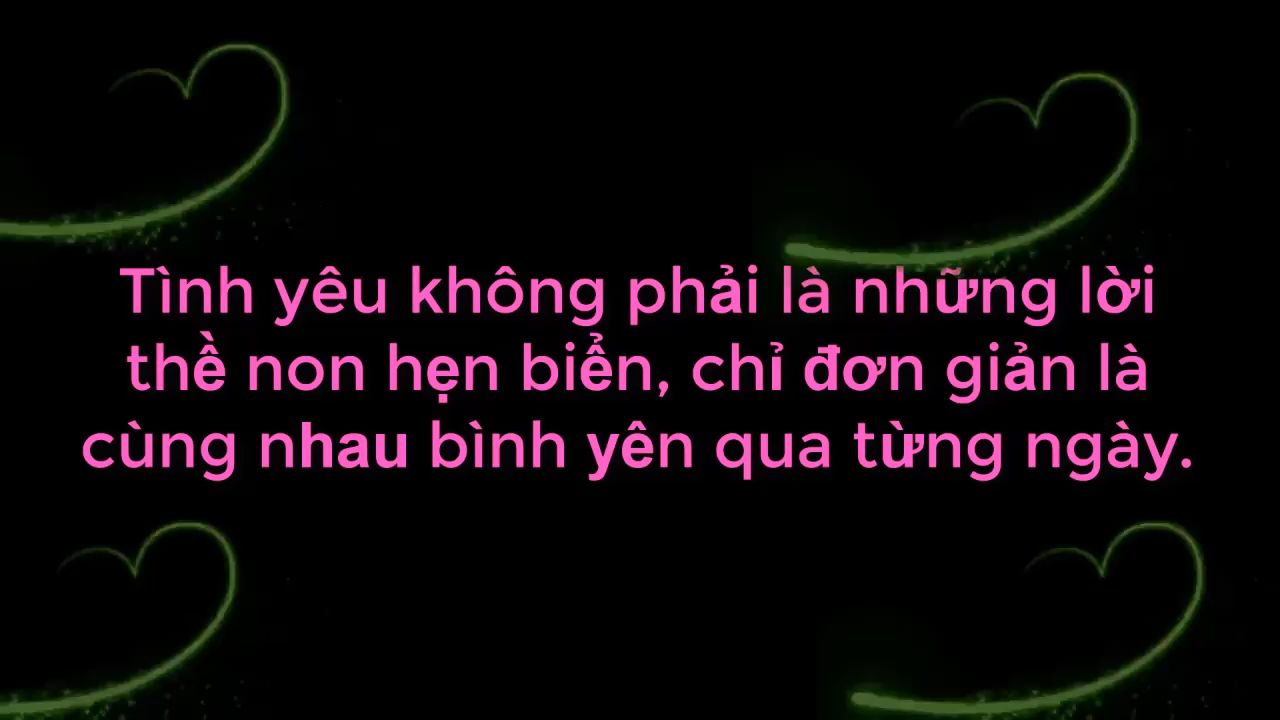 Tình yêu không phải là những lời
thề non hẹn biển, chỉ đơn giản là
cùng nhau bình yên qua từng ngày.